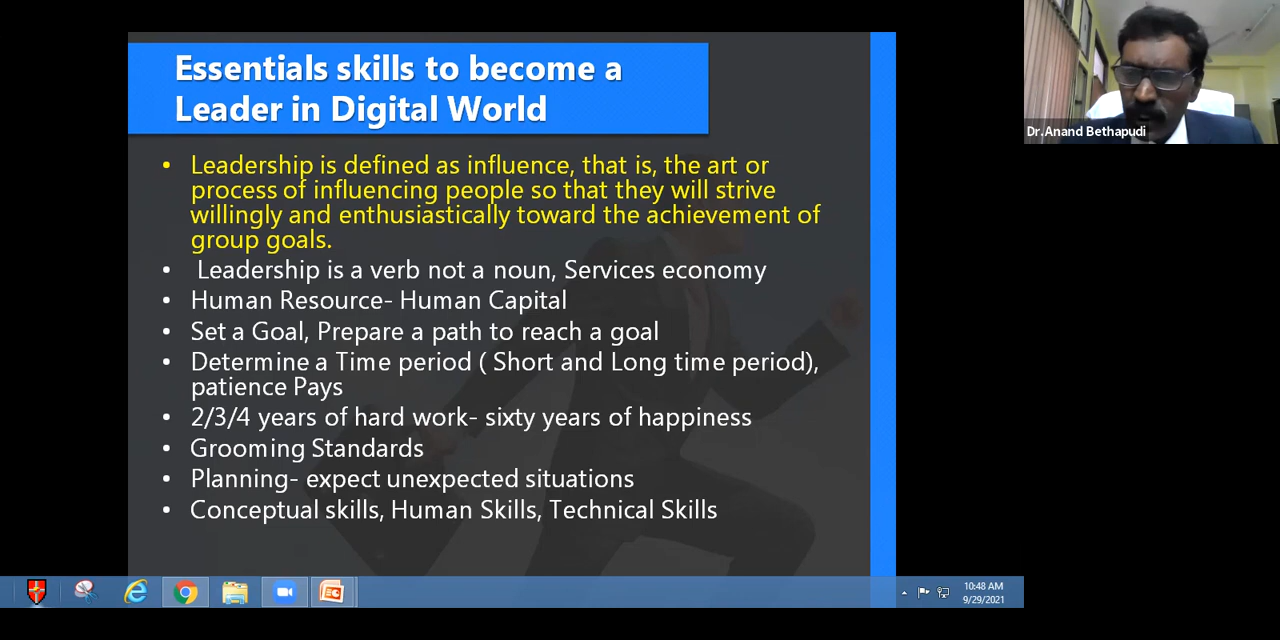 Essentials skills to become a
Leader in Digital World
• Leadership is defined as influence, that is, the art or
process of influencing people so that they will strive
willingly and enthusiastically toward the achievement of
group goals.
• Leadership is a verb not a noun, Services economy
• Human Resource- Human Capital
• Set a Goal, Prepare a path to reach a goal
• Determine a Time period ( Short and Long time period),
patience Pays
• 2/3/4 years of hard work- sixty years of happiness
• Grooming Standards
• Planning- expect unexpected situations
• Conceptual skills, Human Skills, Technical Skills
Dr.Anand Bethapudi
10:48 AM
9/29/2021